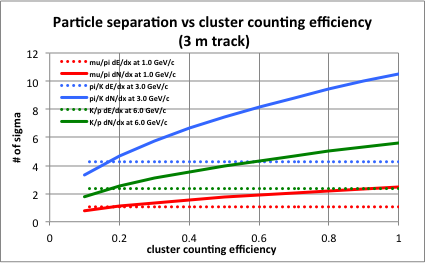 Particle separation vs cluster counting efficiency
(3 m track)
12
10
8
6
4
2
0
# of sigma
mu/pi dE/dx at 1.0 GeV/c
mu/pi dN/dx at 1.0 GeV/c
pi/K dE/dx at 3.0 GeV/c
pi/K dN/dx at 3.0 GeV/c
K/p dE/dx at 6.0 GeV/c
K/p dN/dx at 6.0 GeV/c
0 0.2 0.4 0.6 0.8 1
cluster counting efficiency